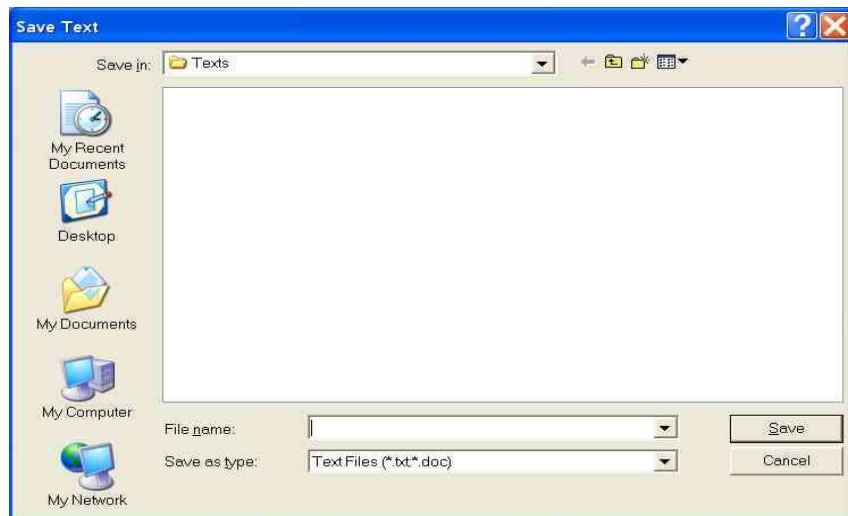 Save Text
Save in: Texts
My Recent
Documents
Desktop
My Documents
My Computer
My Network
File name:
Save
Save as type: Text Files (*.txt;*.doc)
Cancel